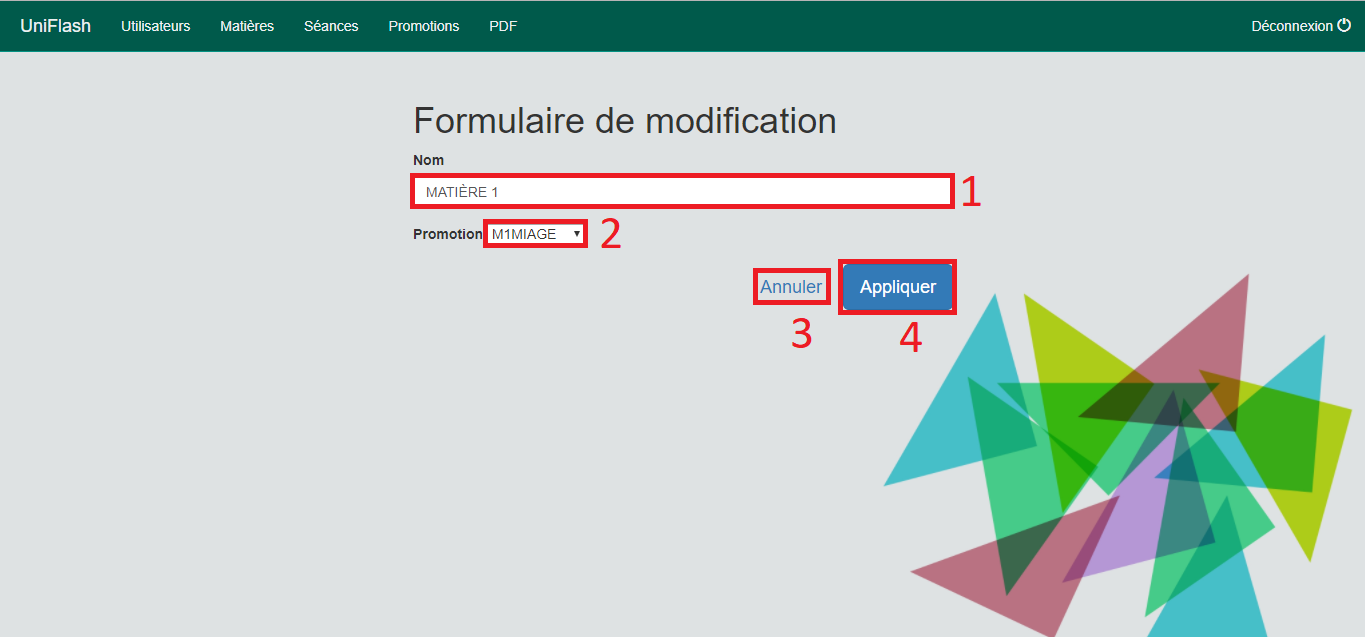 UniFlash Utilisateurs Matières Séances Promotions PDF Déconnexion
Formulaire de modification
Nom
MATIÈRE 1 1
Promotion M1MIAGE 2
Annuler Appliquer
3 4